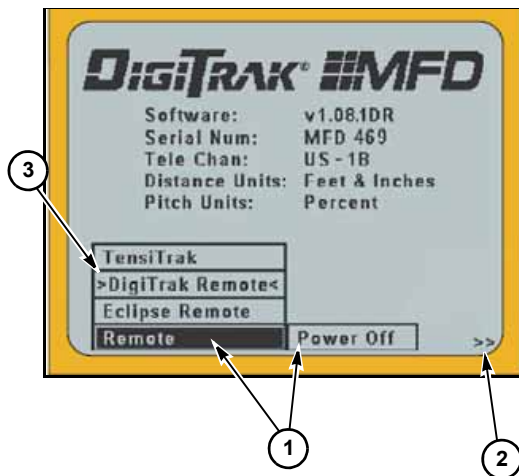 DIGITRAK® MFD
Software: v1.08.1DR
Serial Num: MFD 469
Tele Chan: US - 1B
Distance Units: Feet & Inches
Pitch Units: Percent
3
TensiTrak
>DigiTrak Remote<
Eclipse Remote
Remote Power Off >>
1
2